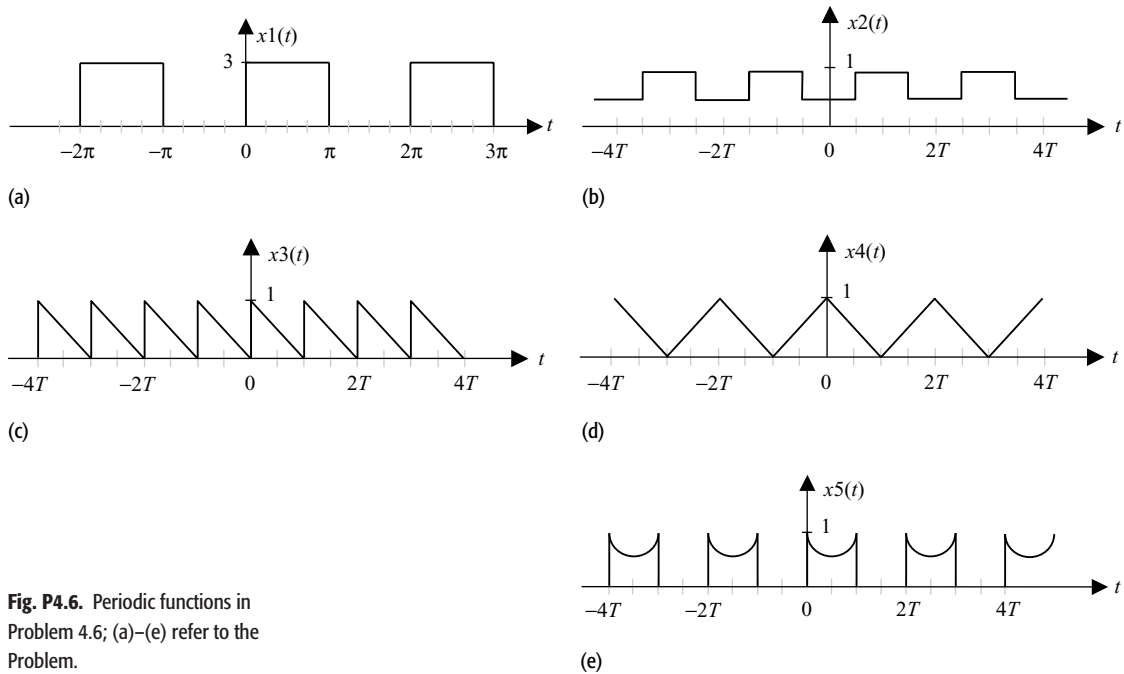 x1(t)
3
−2π −π 0 π 2π 3π t
(a)
x2(t)
1
−4T −2T 0 2T 4T t
(b)
x3(t)
1
−4T −2T 0 2T 4T t
(c)
x4(t)
1
−4T −2T 0 2T 4T t
(d)
x5(t)
1
−4T −2T 0 2T 4T t
(e)
Fig. P4.6. Periodic functions in
Problem 4.6; (a)–(e) refer to the
Problem.